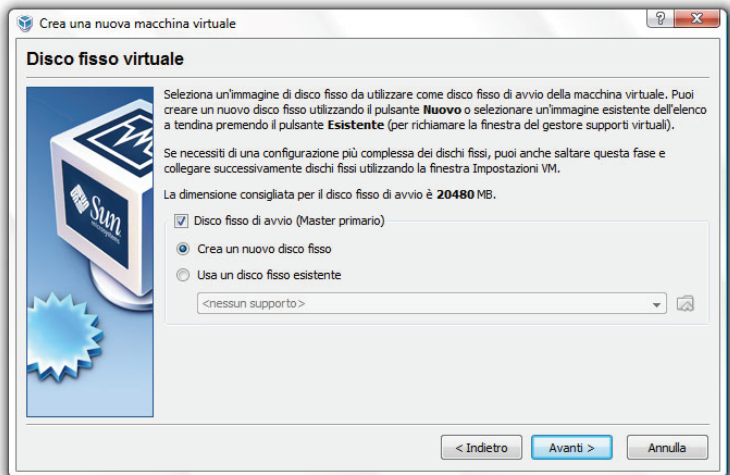 Crea una nuova macchina virtuale
Disco fisso virtuale
Seleziona un'immagine di disco fisso da utilizzare come disco fisso di avvio della macchina virtuale. Puoi
creare un nuovo disco fisso utilizzando il pulsante Nuovo o selezionare un'immagine esistente dell'elenco
a tendina premendo il pulsante Esistente (per richiamare la finestra del gestore supporti virtuali).
Se necessiti di una configurazione più complessa dei dischi fissi, puoi anche saltare questa fase e
collegare successivamente dischi fissi utilizzando la finestra Impostazioni VM.
La dimensione consigliata per il disco fisso di avvio è 20480 MB.
Disco fisso di avvio (Master primario)
Crea un nuovo disco fisso
Usa un disco fisso esistente
<nessun supporto>
Sun
microsystems
< Indietro
Avanti >
Annulla